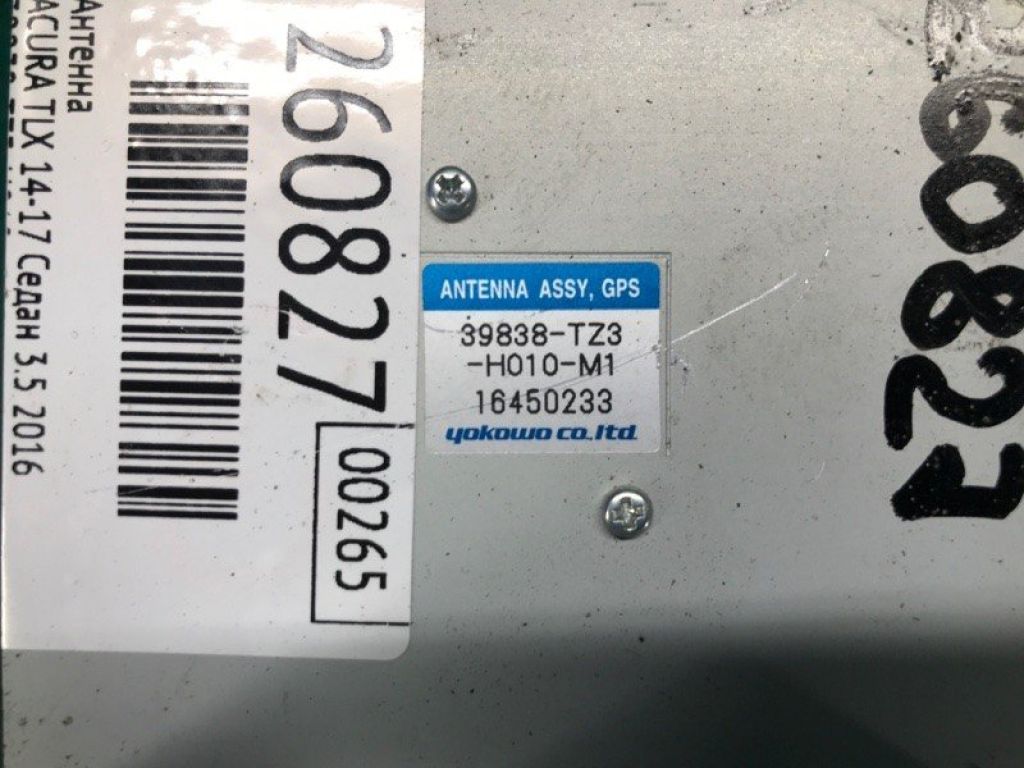 Антенна
ACURA TLX 14-17 Седан 3.5 2016
260827
00265
ANTENNA ASSY, GPS
39838-TZ3
-H010-M1
16450233
yokowo co.,ltd.
60827